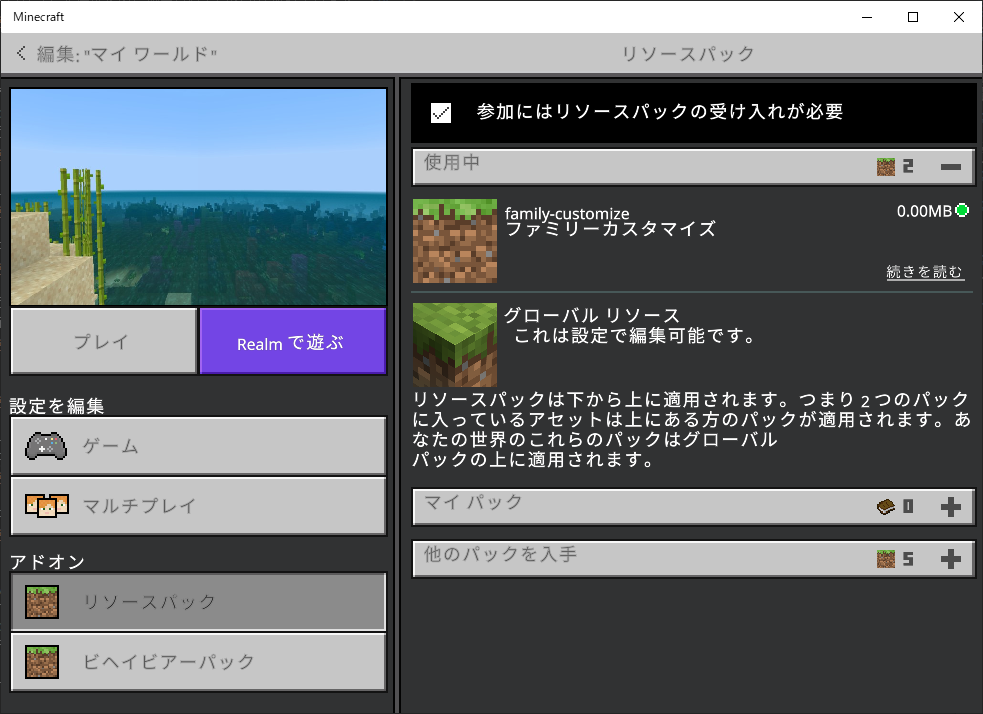 Minecraft
編集: "マイ ワールド"
リソースパック
プレイ
Realm で遊ぶ
設定を編集
ゲーム
マルチプレイ
アドオン
リソースパック
ビヘイビアーパック
参加にはリソースパックの受け入れが必要
使用中
2
family-customize
0.00MB
ファミリーカスタマイズ
続きを読む
グローバル リソース
これは設定で編集可能です。
リソースパックは下から上に適用されます。つまり 2 つのパック
に入っているアセットは上にある方のパックが適用されます。あ
なたの世界のこれらのパックはグローバル
パックの上に適用されます。
マイ パック
0
他のパックを入手
5